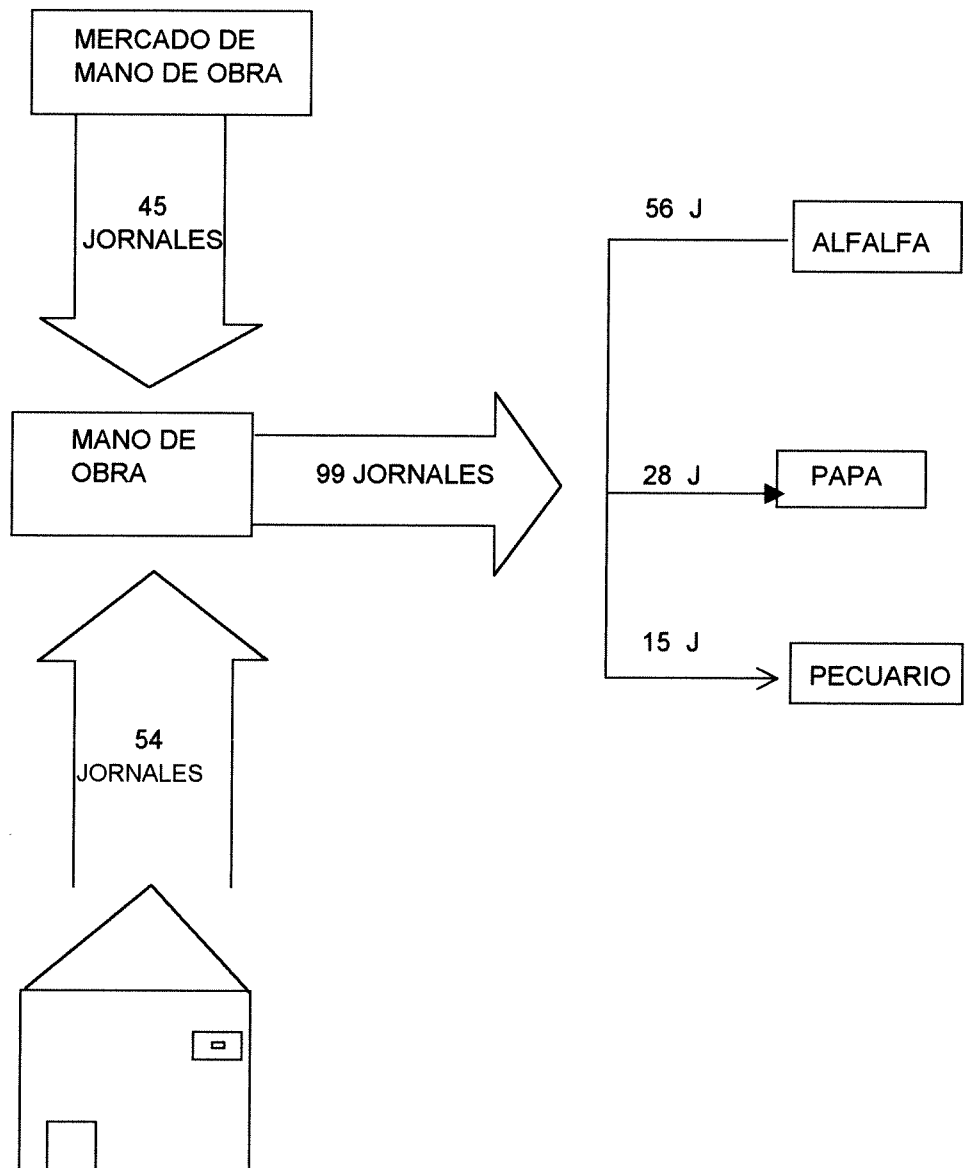 MERCADO DE
MANO DE OBRA
45
JORNALES
56 J
ALFALFA
MANO DE
OBRA
99 JORNALES
28 J
PAPA
15 J
PECUARIO
54
JORNALES